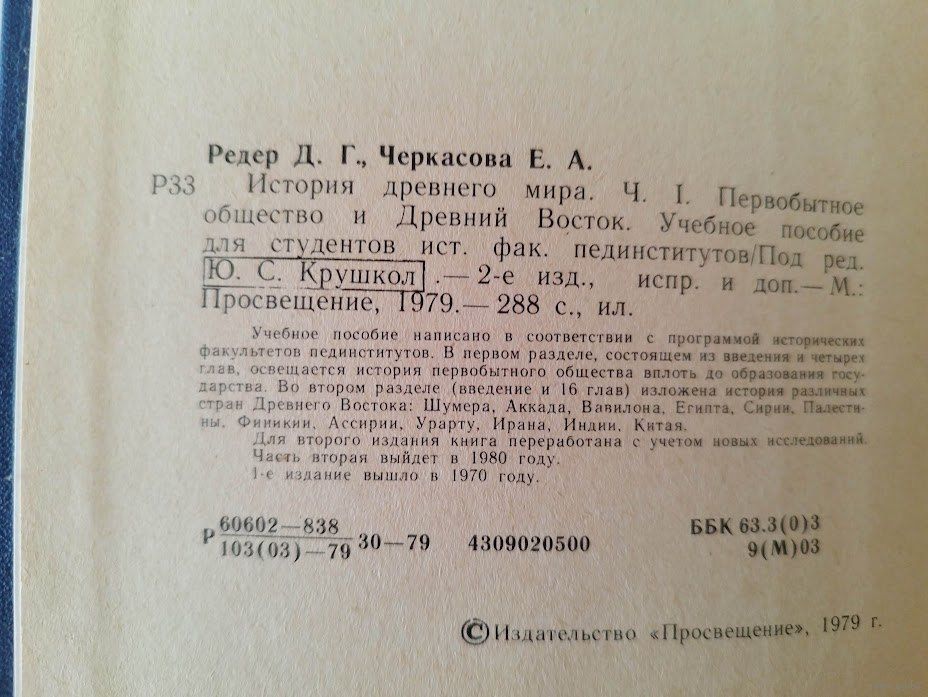 Редер Д. Г., Черкасова Е. А.
Р33 История древнего мира. Ч. I. Первобытное
общество и Древний Восток. Учебное пособие
для студентов ист. фак. пединститутов/Под ред.
Ю. С. Крушкол .— 2-е изд., испр. и доп.— М.:
Просвещение, 1979.— 288 с., ил.
Учебное пособие написано в соответствии с программой исторических
факультетов пединститутов. В первом разделе, состоящем из введения и четырех
глав, освещается история первобытного общества вплоть до образования госу-
дарства. Во втором разделе (введение и 16 глав) изложена история различных
стран Древнего Востока: Шумера, Аккада, Вавилона, Египта, Сирии, Палести-
ны, Финикии, Ассирии, Урарту, Ирана, Индии, Китая.
Для второго издания книга переработана с учетом новых исследований.
Часть вторая выйдет в 1980 году.
1-е издание вышло в 1970 году.
Р 60602—838
103(03)—79 30—79 4309020500
ББК 63.3(0)3
9(М)03
© Издательство «Просвещение», 1979 г.